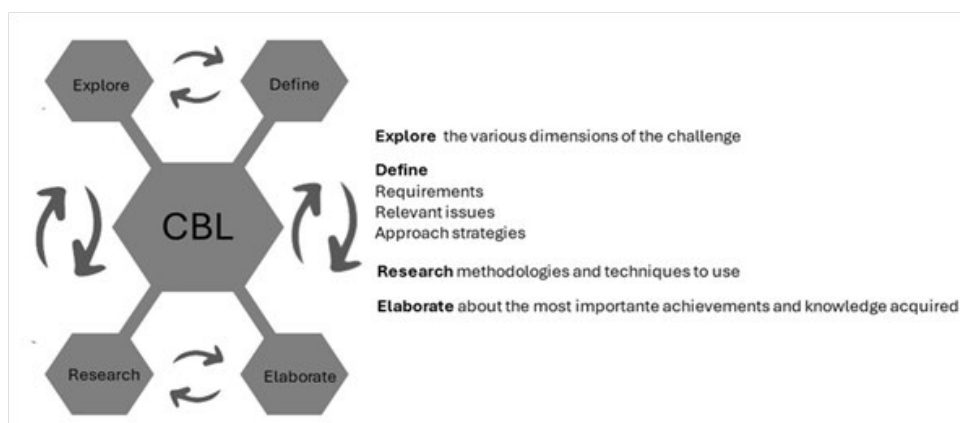 Explore
Define
CBL
Research
Elaborate
Explore the various dimensions of the challenge
Define
Requirements
Relevant issues
Approach strategies
Research methodologies and techniques to use
Elaborate about the most importante achievements and knowledge acquired